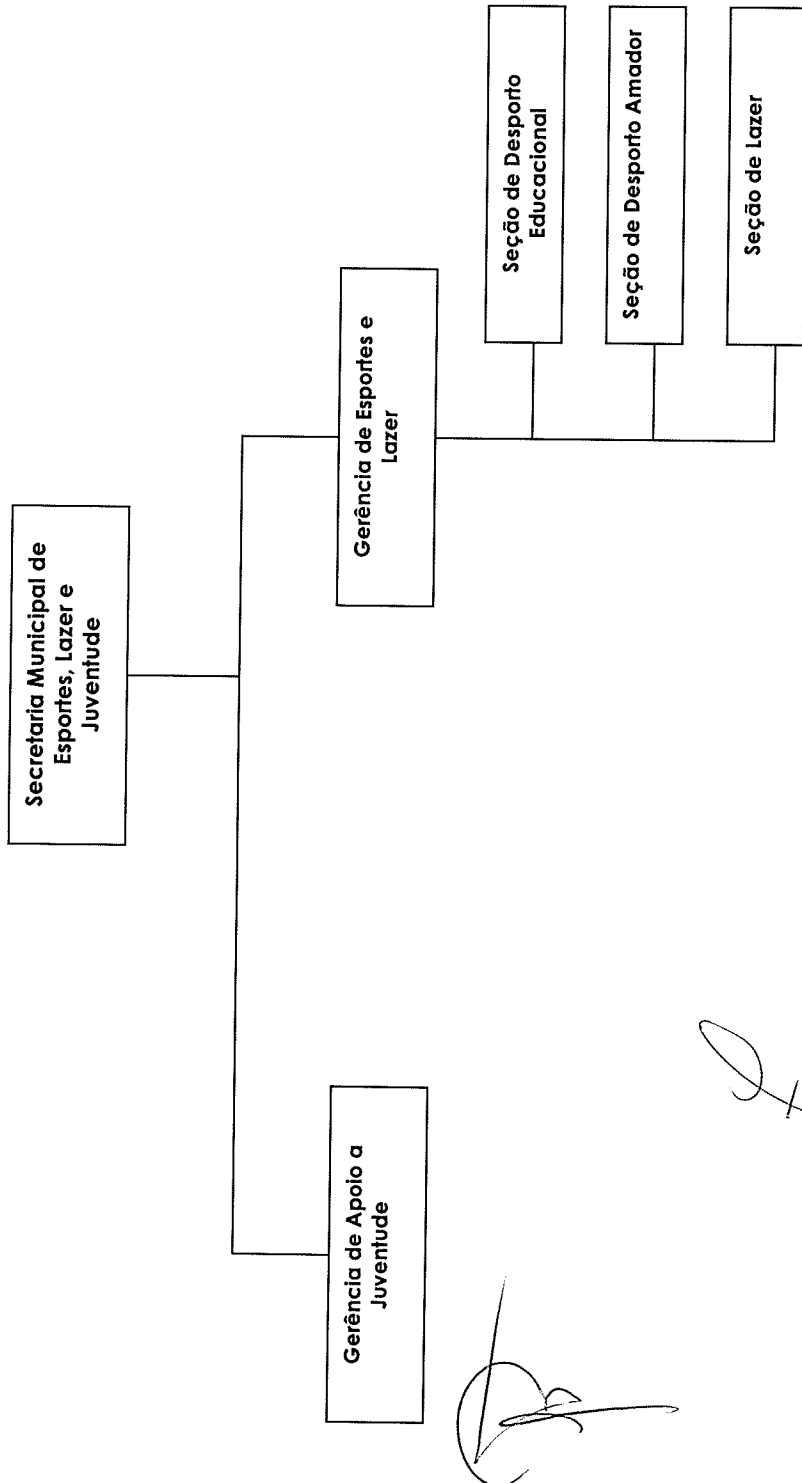 Secretaria Municipal de
Esportes, Lazer e
Juventude
Gerência de Apoio a
Juventude
Gerência de Esportes e
Lazer
Seção de Desporto
Educacional
Seção de Desporto Amador
Seção de Lazer